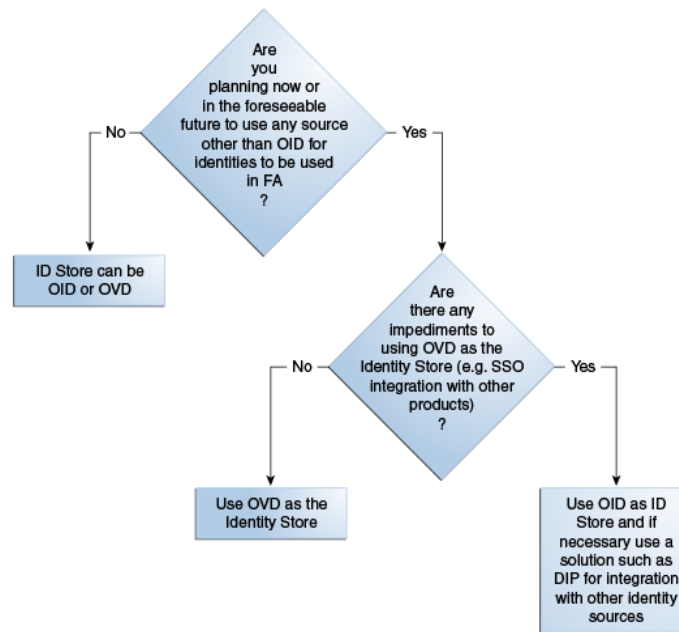 Are
you
planning now or
in the foreseeable
future to use any source
other than OID for
identities to be used
in FA
?
No
Yes
ID Store can be
OID or OVD
Are
there any
impediments to
using OVD as the
Identity Store (e.g. SSO
integration with other
products)
?
No
Yes
Use OVD as the
Identity Store
Use OID as ID
Store and if
necessary use a
solution such as
DIP for integration
with other identity
sources